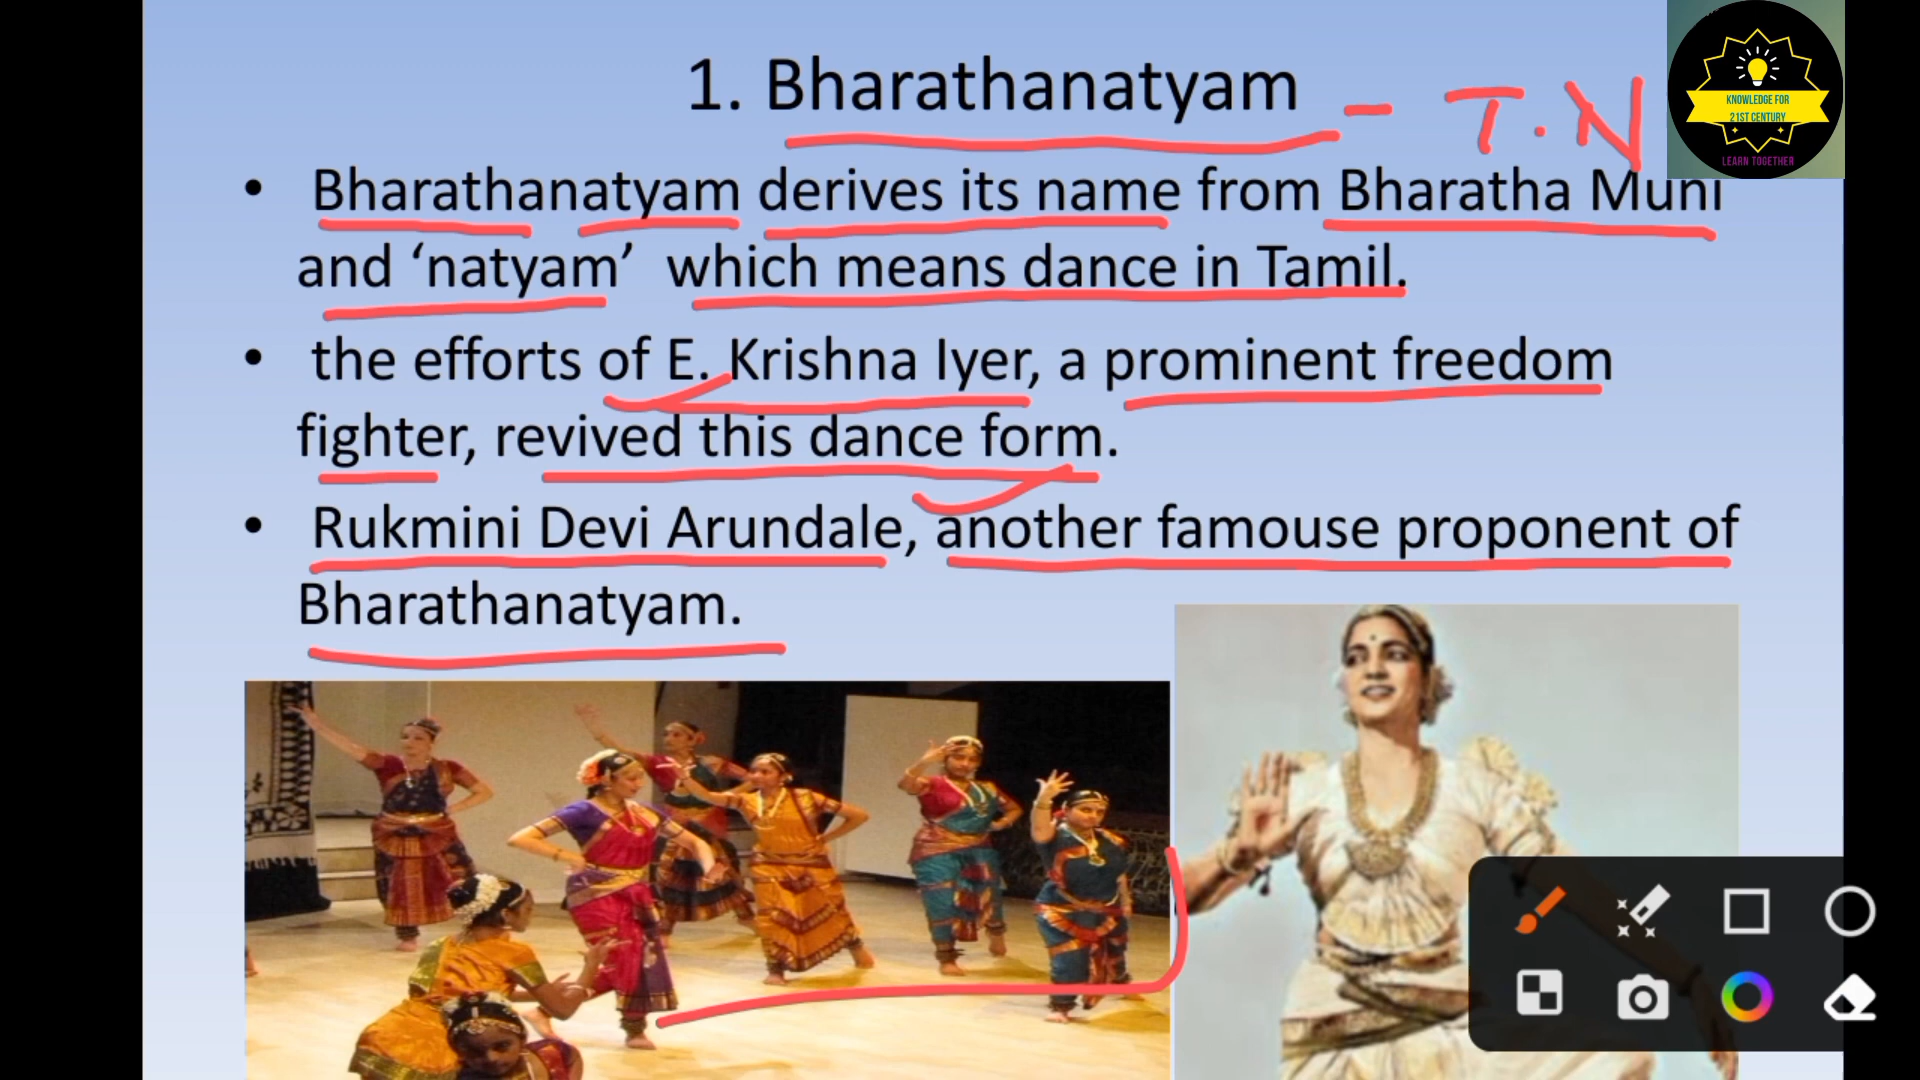 1. Bharathanatyam - T.N
KNOWLEDGE FOR
21ST CENTURY
LEARN TOGETHER
• Bharathanatyam derives its name from Bharatha Muni
and ‘natyam’ which means dance in Tamil.
• the efforts of E. Krishna Iyer, a prominent freedom
fighter, revived this dance form.
• Rukmini Devi Arundale, another famouse proponent of
Bharathanatyam.